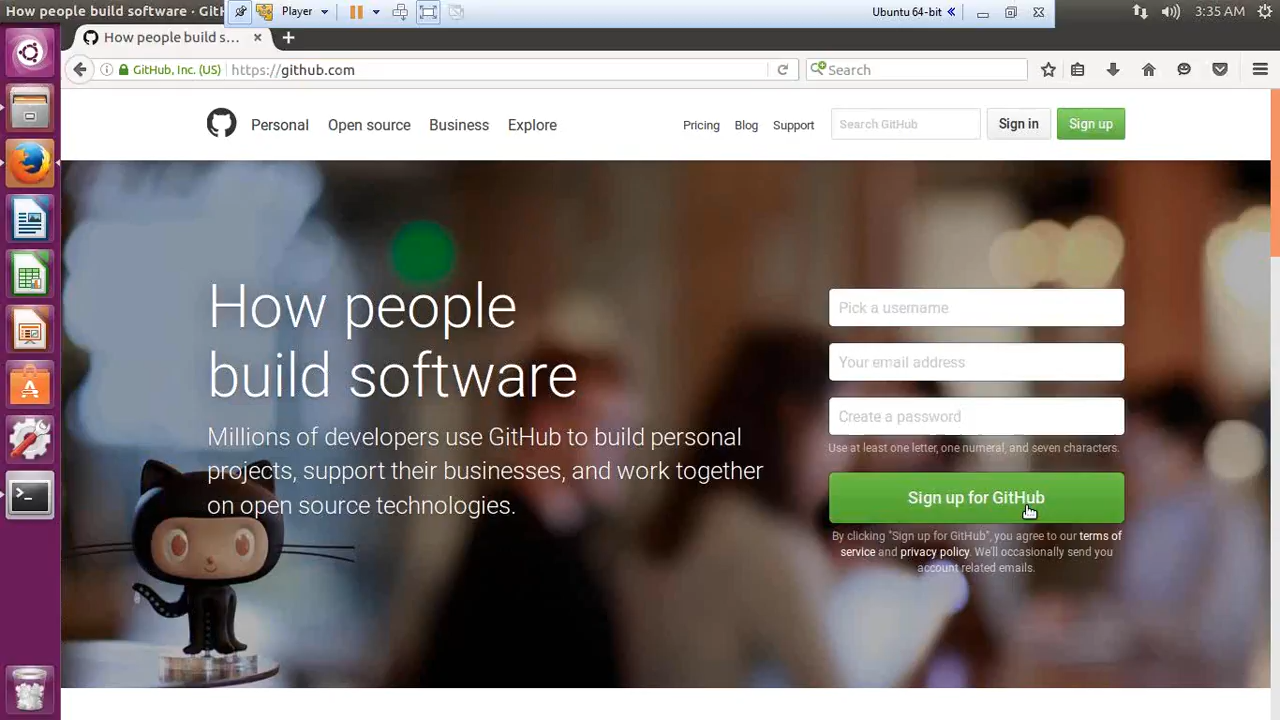 How people build software · GitH
Player
Ubuntu 64-bit
3:35 AM
How people build s...
GitHub, Inc. (US)
https://github.com
Search
Personal
Open source
Business
Explore
Pricing
Blog
Support
Search GitHub
Sign in
Sign up
How people
build software
Millions of developers use GitHub to build personal
projects, support their businesses, and work together
on open source technologies.
Pick a username
Your email address
Create a password
Use at least one letter, one numeral, and seven characters.
Sign up for GitHub
By clicking "Sign up for GitHub", you agree to our terms of
service and privacy policy. We'll occasionally send you
account related emails.